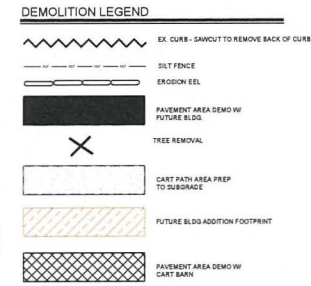 DEMOLITION LEGEND
EX. CURB - SAWCUT TO REMOVE BACK OF CURB
SILT FENCE
EROSION EEL
PAVEMENT AREA DEMO W/
FUTURE BLDG.
TREE REMOVAL
CART PATH AREA PREP
TO SUBGRADE
FUTURE BLDG ADDITION FOOTPRINT
PAVEMENT AREA DEMO W/
CART BARN